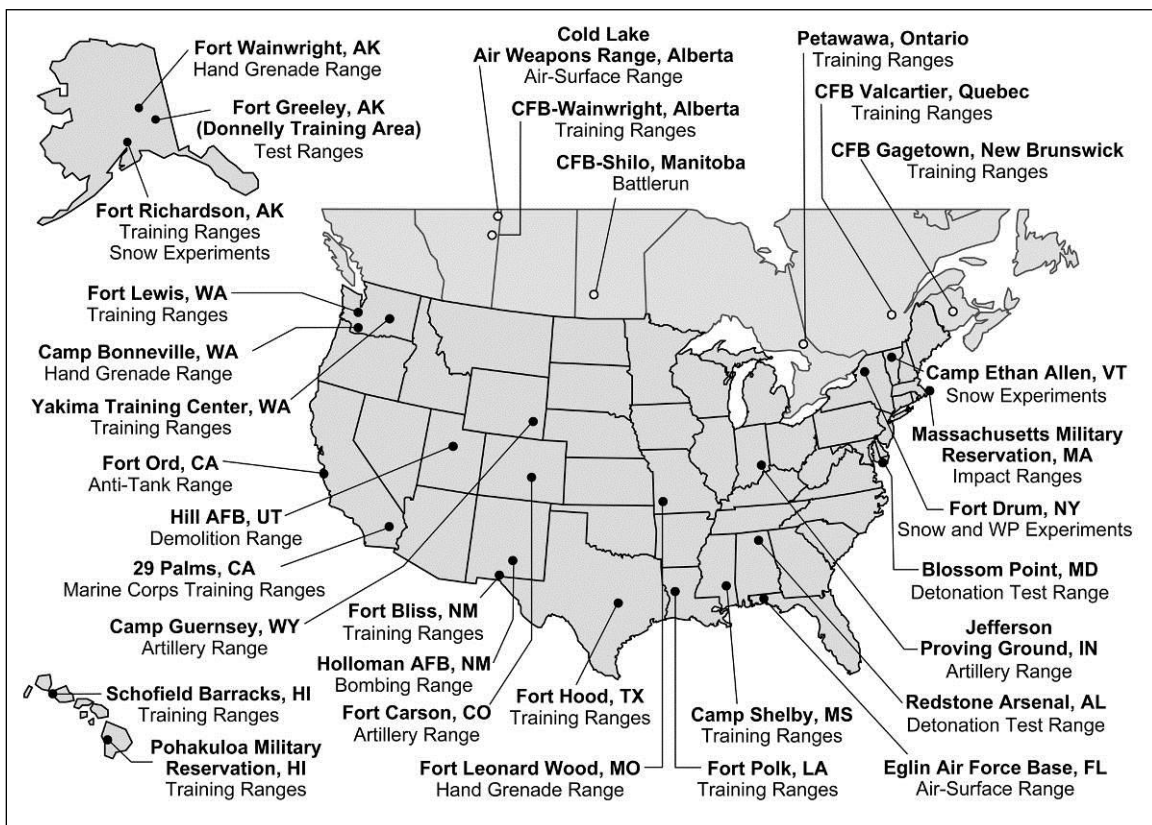 Fort Wainwright, AK
Hand Grenade Range
Fort Greeley, AK
(Donnelly Training Area)
Test Ranges
Fort Richardson, AK
Training Ranges
Snow Experiments
Cold Lake
Air Weapons Range, Alberta
Air-Surface Range
CFB-Wainwright, Alberta
Training Ranges
CFB-Shilo, Manitoba
Battlerun
Petawawa, Ontario
Training Ranges
CFB Valcartier, Quebec
Training Ranges
CFB Gagetown, New Brunswick
Training Ranges
Fort Lewis, WA
Training Ranges
Camp Bonneville, WA
Hand Grenade Range
Yakima Training Center, WA
Training Ranges
Fort Ord, CA
Anti-Tank Range
Hill AFB, UT
Demolition Range
29 Palms, CA
Marine Corps Training Ranges
Camp Guernsey, WY
Artillery Range
Schofield Barracks, HI
Training Ranges
Pohakuloa Military
Reservation, HI
Training Ranges
Fort Bliss, NM
Training Ranges
Holloman AFB, NM
Bombing Range
Fort Carson, CO
Artillery Range
Fort Hood, TX
Training Ranges
Fort Leonard Wood, MO
Hand Grenade Range
Camp Shelby, MS
Training Ranges
Fort Polk, LA
Training Ranges
Camp Ethan Allen, VT
Snow Experiments
Massachusetts Military
Reservation, MA
Impact Ranges
Fort Drum, NY
Snow and WP Experiments
Blossom Point, MD
Detonation Test Range
Jefferson
Proving Ground, IN
Artillery Range
Redstone Arsenal, AL
Detonation Test Range
Eglin Air Force Base, FL
Air-Surface Range